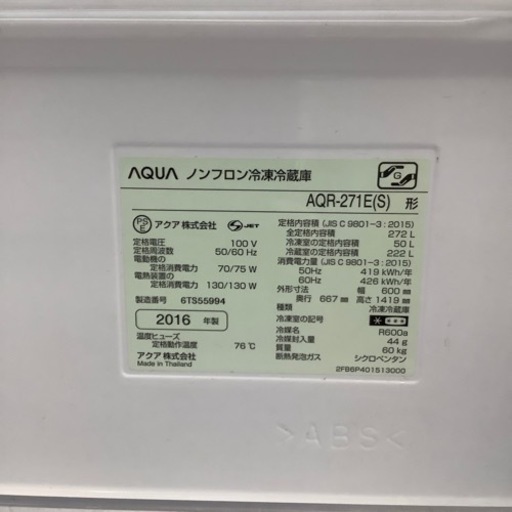 AQUA ノンフロン冷凍冷蔵庫
G
AQR-271E(S) 形
PS E アクア株式会社 S JET
定格電圧 100 V
定格周波数 50/60 Hz
電動機の
定格消費電力 70/75 W
電熱装置の
定格消費電力 130/130 W
製造番号 6TS55994
2016 年製
温度ヒューズ
定格動作温度 76℃
アクア株式会社
Made in Thailand
定格内容積 (JIS C 9801-3 : 2015)
全定格内容積 272 L
冷凍室の定格内容積 50 L
冷蔵室の定格内容積 222 L
消費電力量 (JIS C 9801-3 : 2015)
50Hz 419 kWh/年
60Hz 426 kWh/年
外形寸法 幅 600 mm
奥行 667 mm 高さ 1419 mm
種類 冷凍冷蔵庫
冷凍室の記号
冷媒名 R600a
冷媒封入量 44 g
質量 60 kg
断熱発泡ガス シクロペンタン
2FB6P401513000
>ABS<